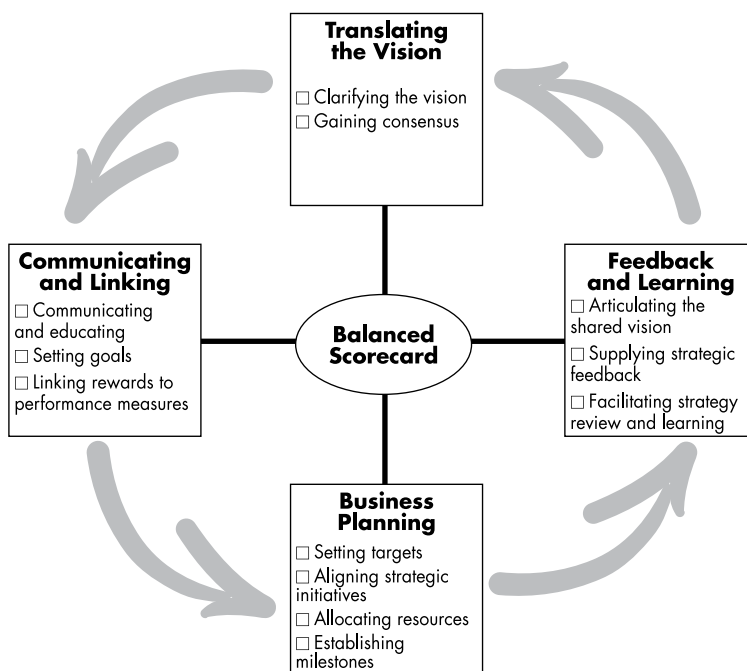 Translating
the Vision
☐ Clarifying the vision
☐ Gaining consensus
Communicating
and Linking
☐ Communicating
and educating
☐ Setting goals
☐ Linking rewards to
performance measures
Balanced
Scorecard
Feedback
and Learning
☐ Articulating the
shared vision
☐ Supplying strategic
feedback
☐ Facilitating strategy
review and learning
Business
Planning
☐ Setting targets
☐ Aligning strategic
initiatives
☐ Allocating resources
☐ Establishing
milestones